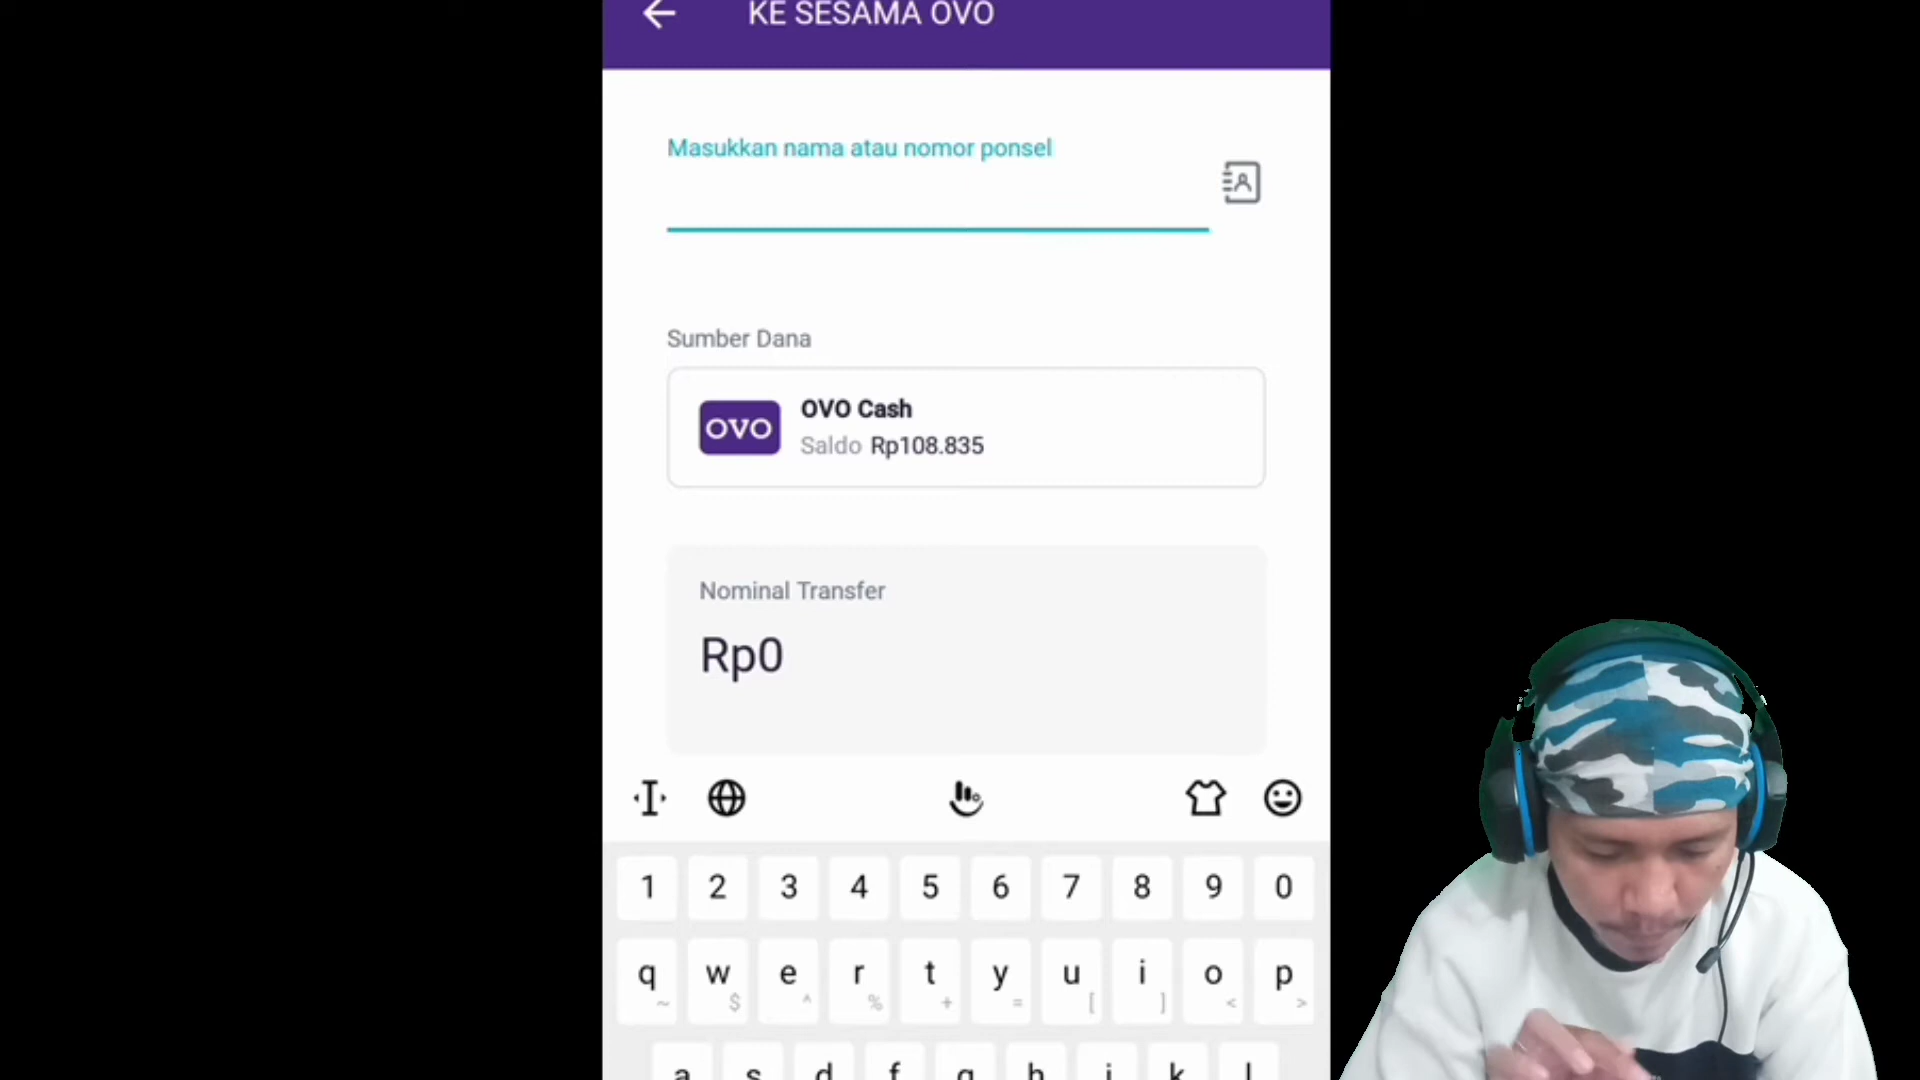 KE SESAMA OVO
Masukkan nama atau nomor ponsel
Sumber Dana
OVO
OVO Cash
Saldo Rp108.835
Nominal Transfer
Rp0
1 2 3 4 5 6 7 8 9 0
q w e r t y u i o p
~ $ ^ % + = [ ] < >
a s d f g h j k l